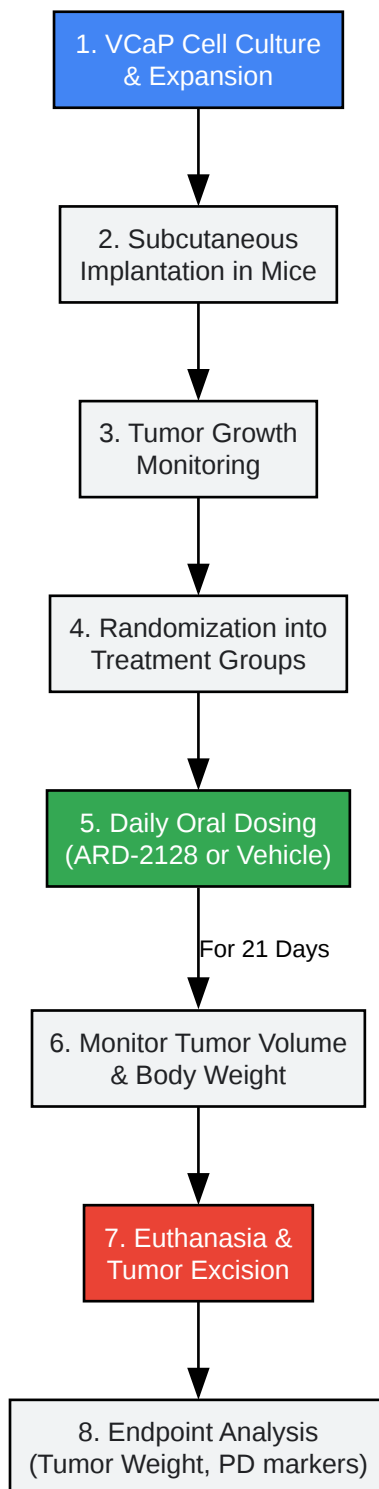 1. VCaP Cell Culture
& Expansion
2. Subcutaneous
Implantation in Mice
3. Tumor Growth
Monitoring
4. Randomization into
Treatment Groups
5. Daily Oral Dosing
(ARD-2128 or Vehicle)
For 21 Days
6. Monitor Tumor Volume
& Body Weight
7. Euthanasia &
Tumor Excision
8. Endpoint Analysis
(Tumor Weight, PD markers)